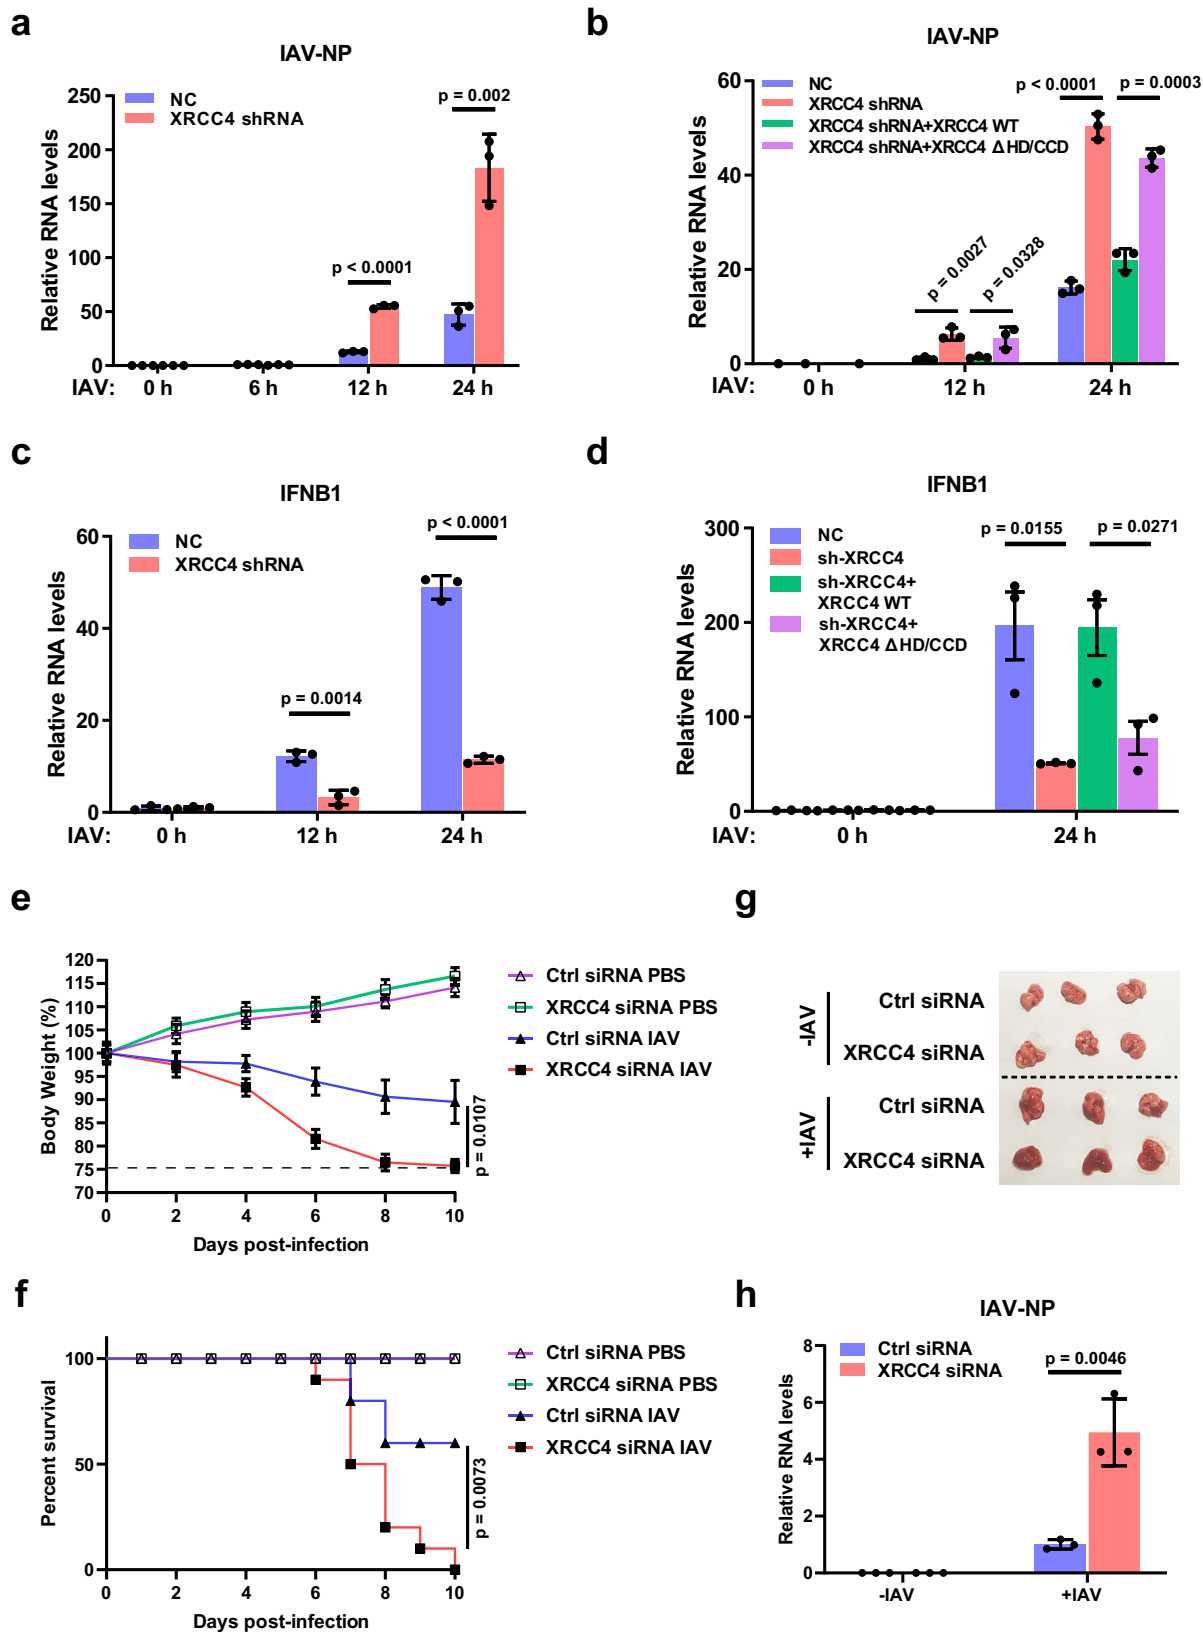 a
IAV-NP
NC
XRCC4 shRNA
p = 0.002
p < 0.0001
Relative RNA levels
250
200
150
100
50
0
IAV: 0 h 6 h 12 h 24 h
b
IAV-NP
NC
XRCC4 shRNA
XRCC4 shRNA+XRCC4 WT
XRCC4 shRNA+XRCC4 ΔHD/CCD
p < 0.0001 p = 0.0003
p = 0.0027 p = 0.0328
Relative RNA levels
60
40
20
0
IAV: 0 h 12 h 24 h
c
IFNB1
NC
XRCC4 shRNA
p < 0.0001
p = 0.0014
Relative RNA levels
60
40
20
0
IAV: 0 h 12 h 24 h
d
IFNB1
NC
sh-XRCC4
sh-XRCC4+
XRCC4 WT
sh-XRCC4+
XRCC4 ΔHD/CCD
p = 0.0155 p = 0.0271
Relative RNA levels
300
200
100
0
IAV: 0 h 24 h
e
Body Weight (%)
120
115
110
105
100
95
90
85
80
75
70
0 2 4 6 8 10
Days post-infection
Ctrl siRNA PBS
XRCC4 siRNA PBS
Ctrl siRNA IAV
XRCC4 siRNA IAV
p = 0.0107
g
-IAV
Ctrl siRNA
XRCC4 siRNA
+IAV
Ctrl siRNA
XRCC4 siRNA
f
Percent survival
100
50
0
0 2 4 6 8 10
Days post-infection
Ctrl siRNA PBS
XRCC4 siRNA PBS
Ctrl siRNA IAV
XRCC4 siRNA IAV
p = 0.0073
h
IAV-NP
Ctrl siRNA
XRCC4 siRNA
p = 0.0046
Relative RNA levels
8
6
4
2
0
-IAV +IAV